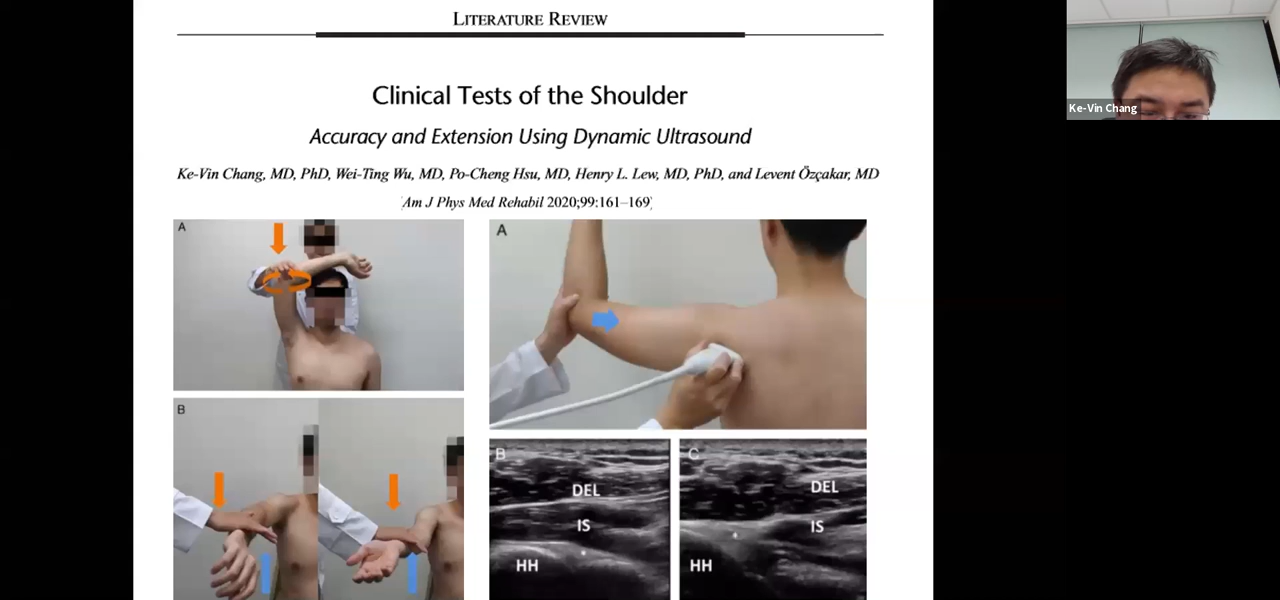 LITERATURE REVIEW
Clinical Tests of the Shoulder
Accuracy and Extension Using Dynamic Ultrasound
Ke-Vin Chang, MD, PhD, Wei-Ting Wu, MD, Po-Cheng Hsu, MD, Henry L. Lew, MD, PhD, and Levent Özçakar, MD
(Am J Phys Med Rehabil 2020;99:161–169)
A
A
B
B
DEL
IS
HH
C
DEL
IS
HH
Ke-Vin Chang